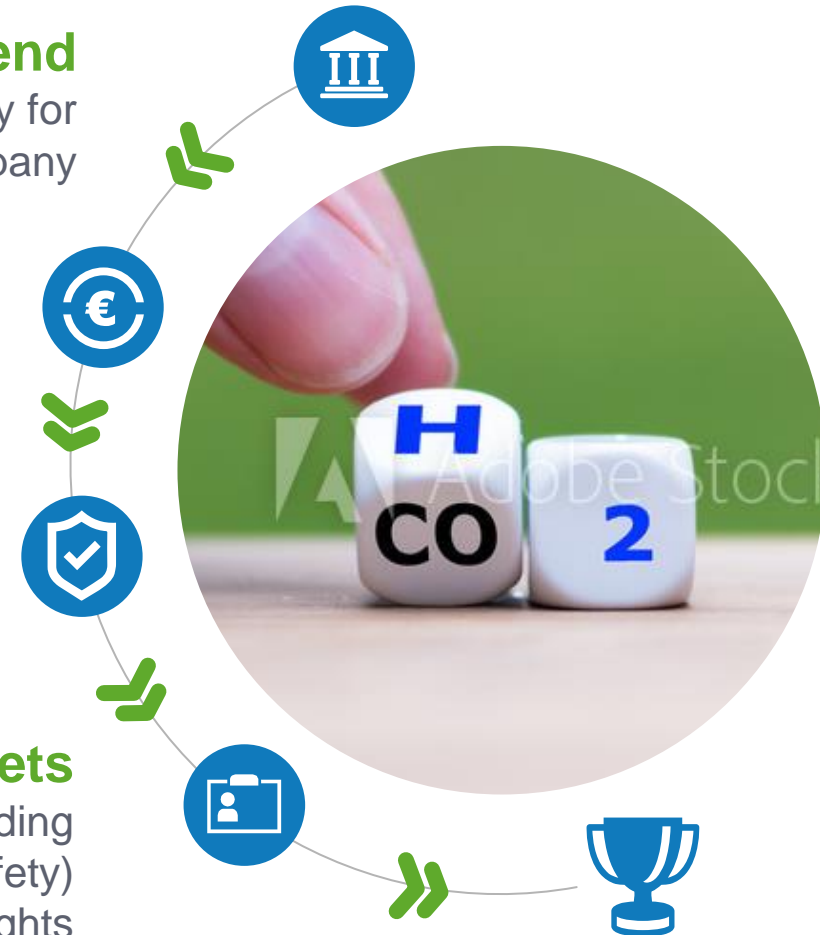 end
y for
pany
€
H
CO 2
Adobe Stock
ets
ding
fety)
ghts